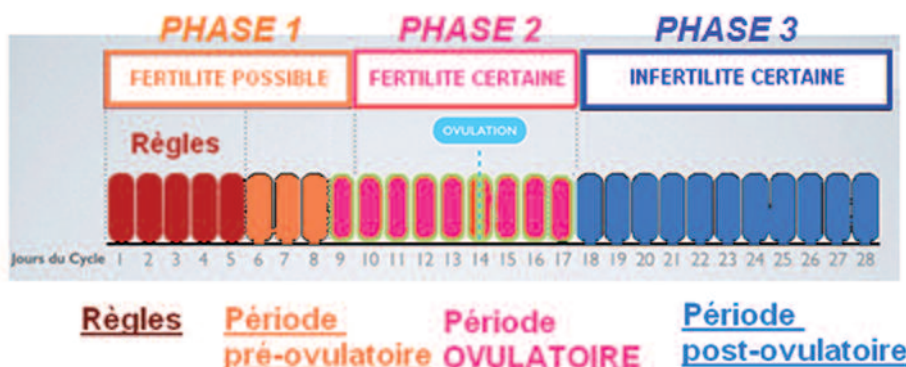 PHASE 1 PHASE 2 PHASE 3
FERTILITE POSSIBLE FERTILITE CERTAINE INFERTILITE CERTAINE
OVULATION
Règles
Jours du Cycle 1 2 3 4 5 6 7 8 9 10 11 12 13 14 15 16 17 18 19 20 21 22 23 24 25 26 27 28
Règles Période Période Période
pré-ovulatoire OVULATOIRE post-ovulatoire